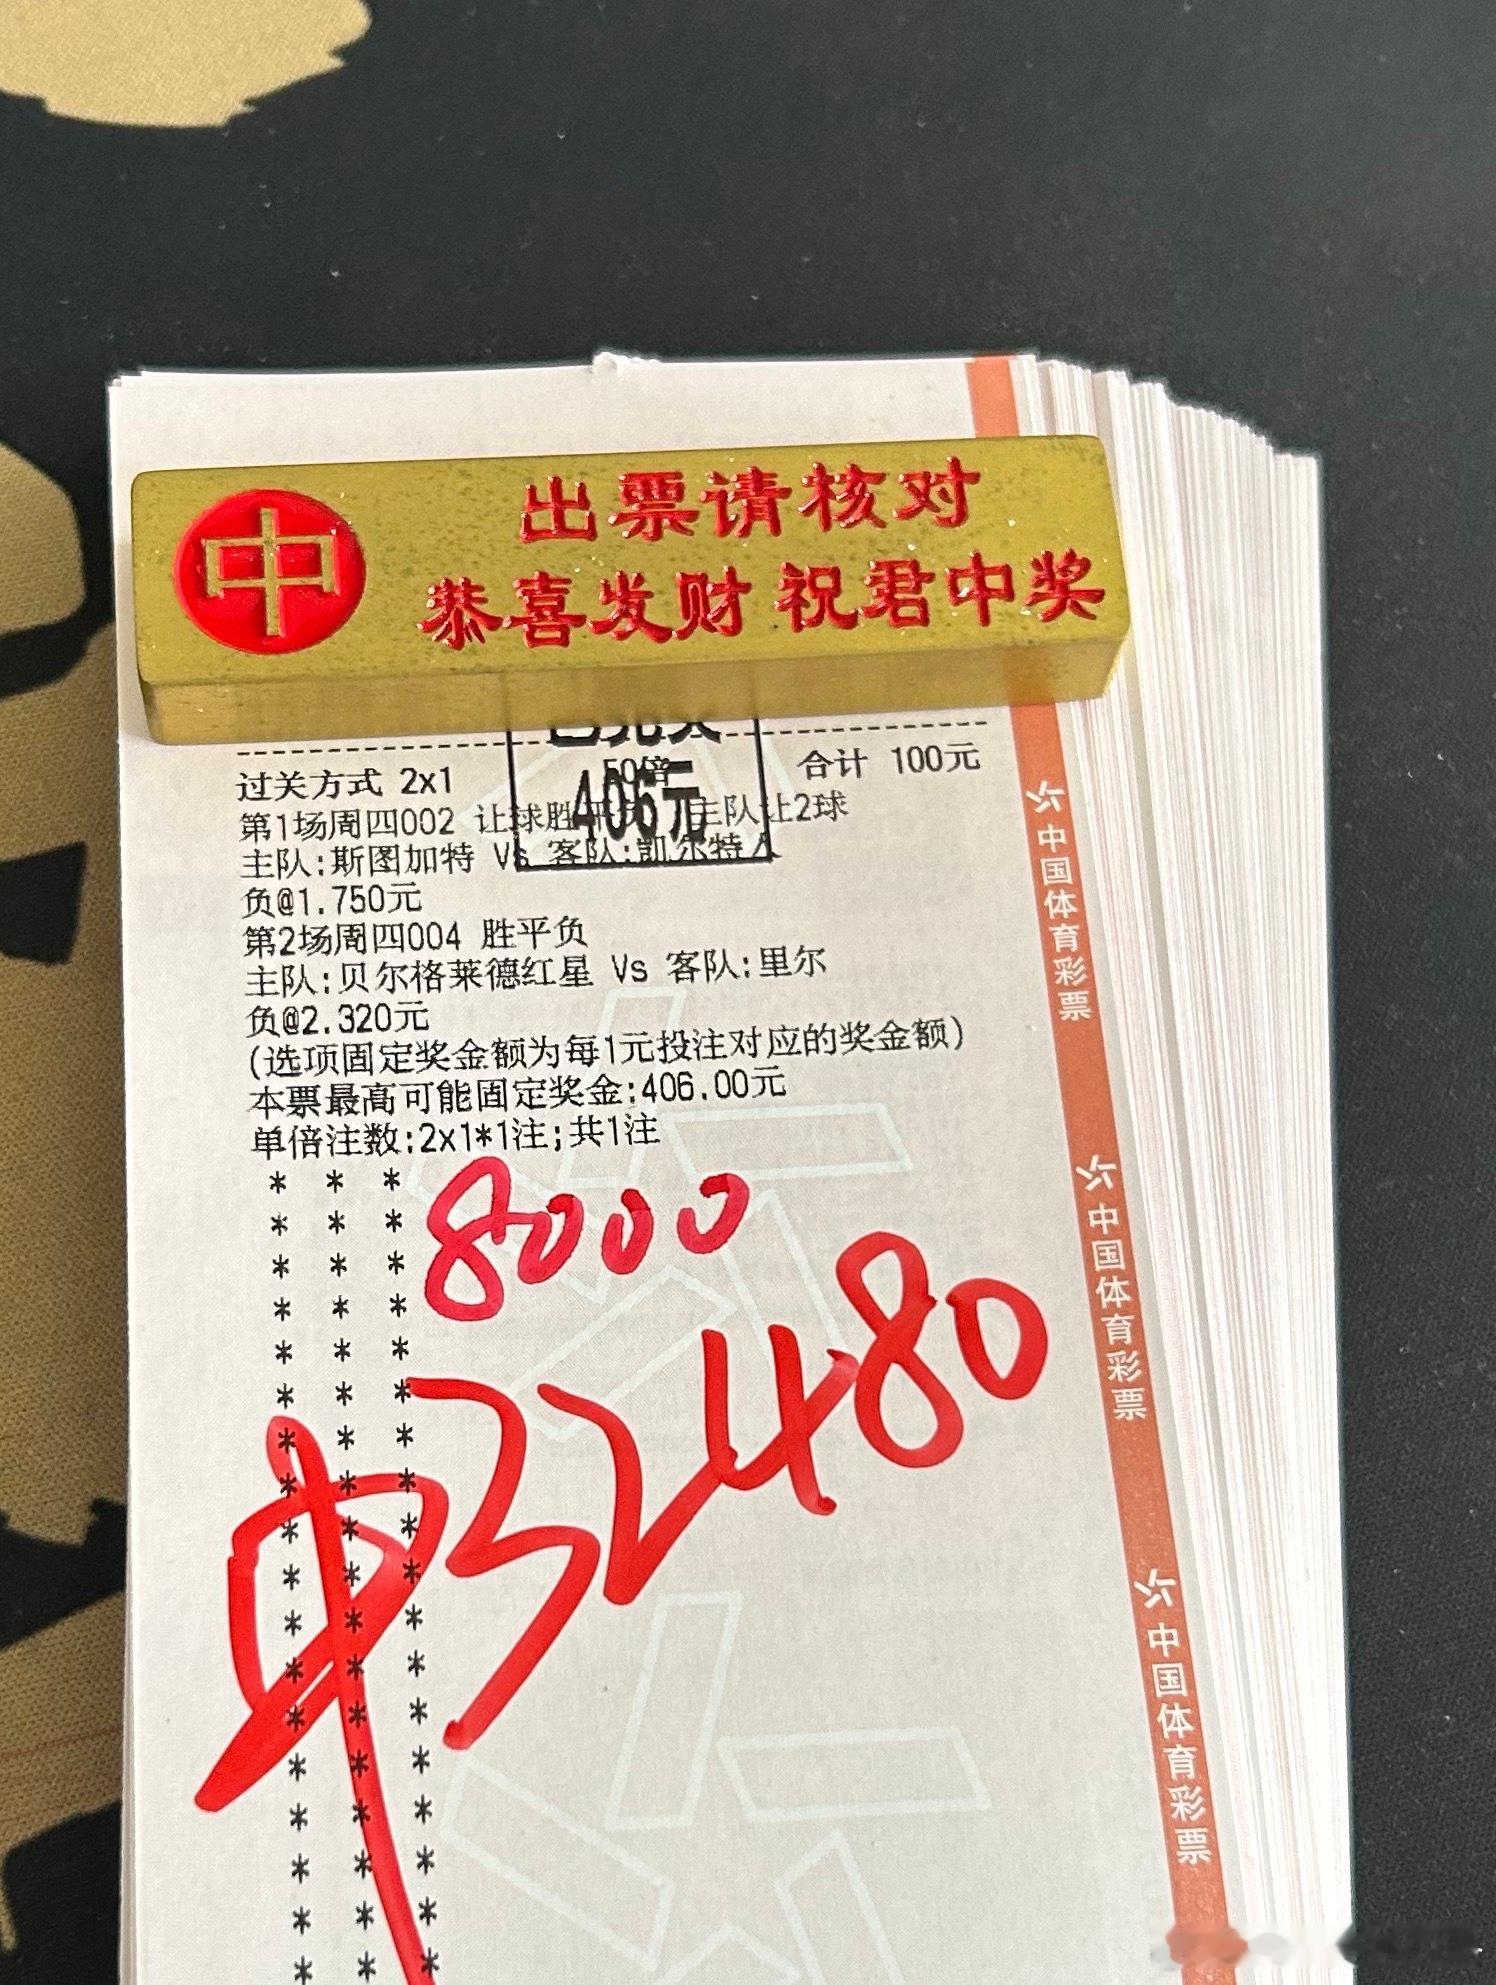 中
出票请核对
恭喜发财 祝君中奖
406元
过关方式 2x1 50倍 合计 100元
第1场周四002 让球胜平负 主队让2球
主队:斯图加特 Vs 客队:凯尔特人
负@1.750元
第2场周四004 胜平负
主队:贝尔格莱德红星 Vs 客队:里尔
负@2.320元
(选项固定奖金额为每1元投注对应的奖金额)
本票最高可能固定奖金:406.00元
单倍注数:2x1*1注;共1注
8000
中32480
中国体育彩票
中国体育彩票
中国体育彩票